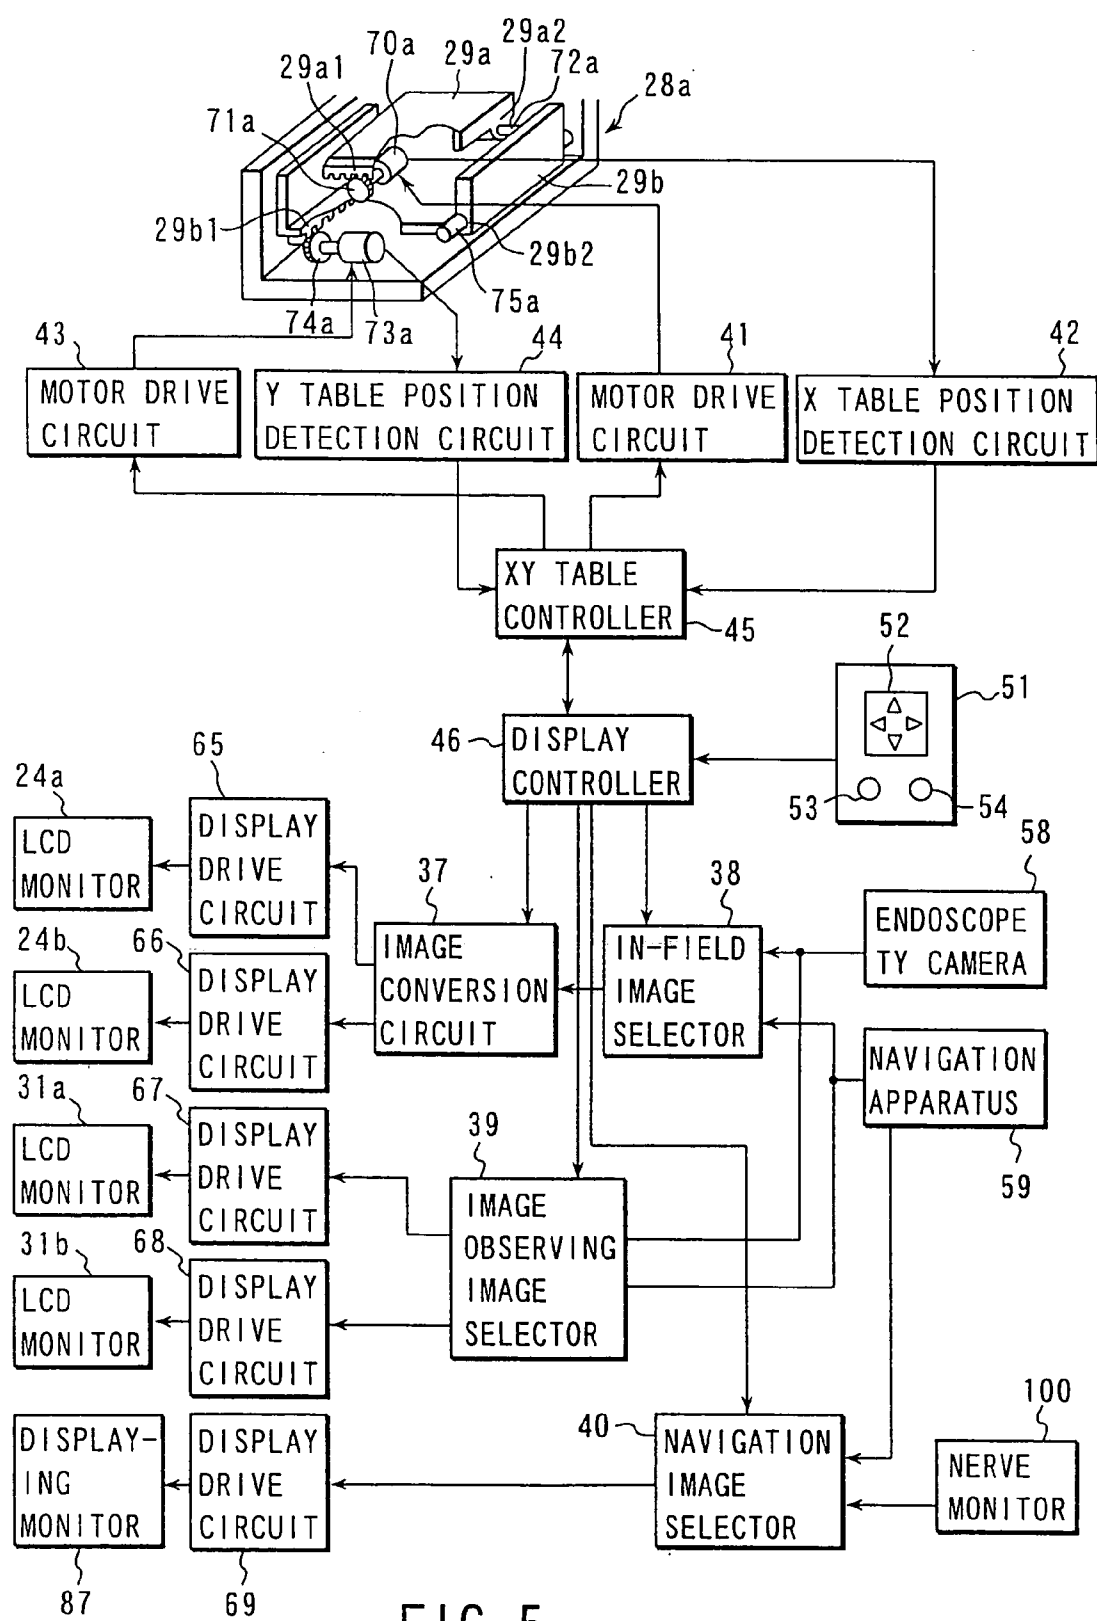 29a2
70a
29a
72a
29a1
28a
71a
29b
29b1
29b2
75a
74a
73a
43
44
41
42
MOTOR DRIVE
CIRCUIT
Y TABLE POSITION
DETECTION CIRCUIT
MOTOR DRIVE
CIRCUIT
X TABLE POSITION
DETECTION CIRCUIT
XY TABLE
CONTROLLER
45
52
51
46
DISPLAY
CONTROLLER
53
54
65
24a
LCD
MONITOR
DISPLAY
DRIVE
CIRCUIT
37
38
58
IMAGE
CONVERSION
CIRCUIT
IN-FIELD
IMAGE
SELECTOR
ENDOSCOPE
TY CAMERA
24b
66
LCD
MONITOR
DISPLAY
DRIVE
CIRCUIT
NAVIGATION
APPARATUS
59
31a
67
LCD
MONITOR
DISPLAY
DRIVE
CIRCUIT
39
IMAGE
OBSERVING
IMAGE
SELECTOR
31b
68
LCD
MONITOR
DISPLAY
DRIVE
CIRCUIT
40
100
DISPLAY-
ING
MONITOR
DISPLAY
DRIVE
CIRCUIT
NAVIGATION
IMAGE
SELECTOR
NERVE
MONITOR
87
69
FIG. 5